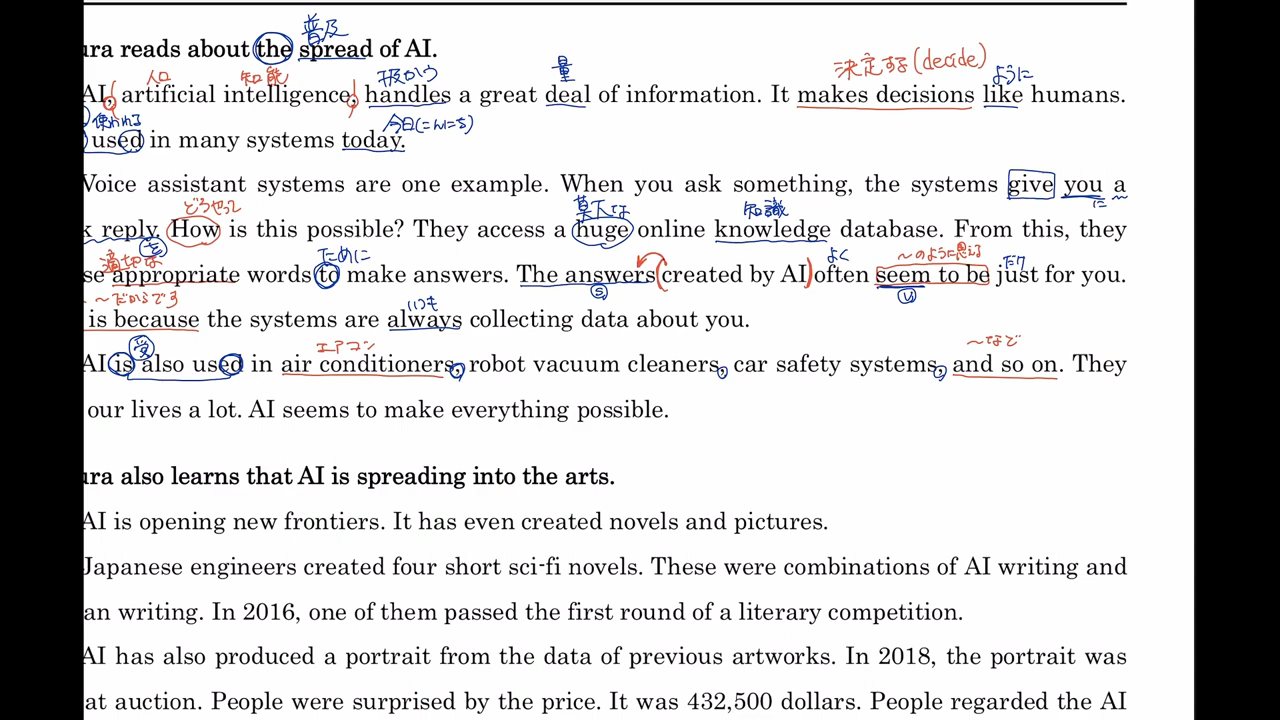 普及
ura reads about the spread of AI.
人口 知能 扱かう 量 決定する(decide) ように
AI, artificial intelligence, handles a great deal of information. It makes decisions like humans.
使われる 今日(=こんにち)
used in many systems today.
Voice assistant systems are one example. When you ask something, the systems give you a
どうやって 莫大な 知識 に
k reply. How is this possible? They access a huge online knowledge database. From this, they
を 適切な ために よく ~のように思える だけ
se appropriate words to make answers. The answers (created by AI) often seem to be just for you.
~だからです いつも S V
is because the systems are always collecting data about you.
受 エアコン ~など
AI is also used in air conditioners, robot vacuum cleaners, car safety systems, and so on. They
our lives a lot. AI seems to make everything possible.
ura also learns that AI is spreading into the arts.
AI is opening new frontiers. It has even created novels and pictures.
Japanese engineers created four short sci-fi novels. These were combinations of AI writing and
an writing. In 2016, one of them passed the first round of a literary competition.
AI has also produced a portrait from the data of previous artworks. In 2018, the portrait was
at auction. People were surprised by the price. It was 432,500 dollars. People regarded the AI